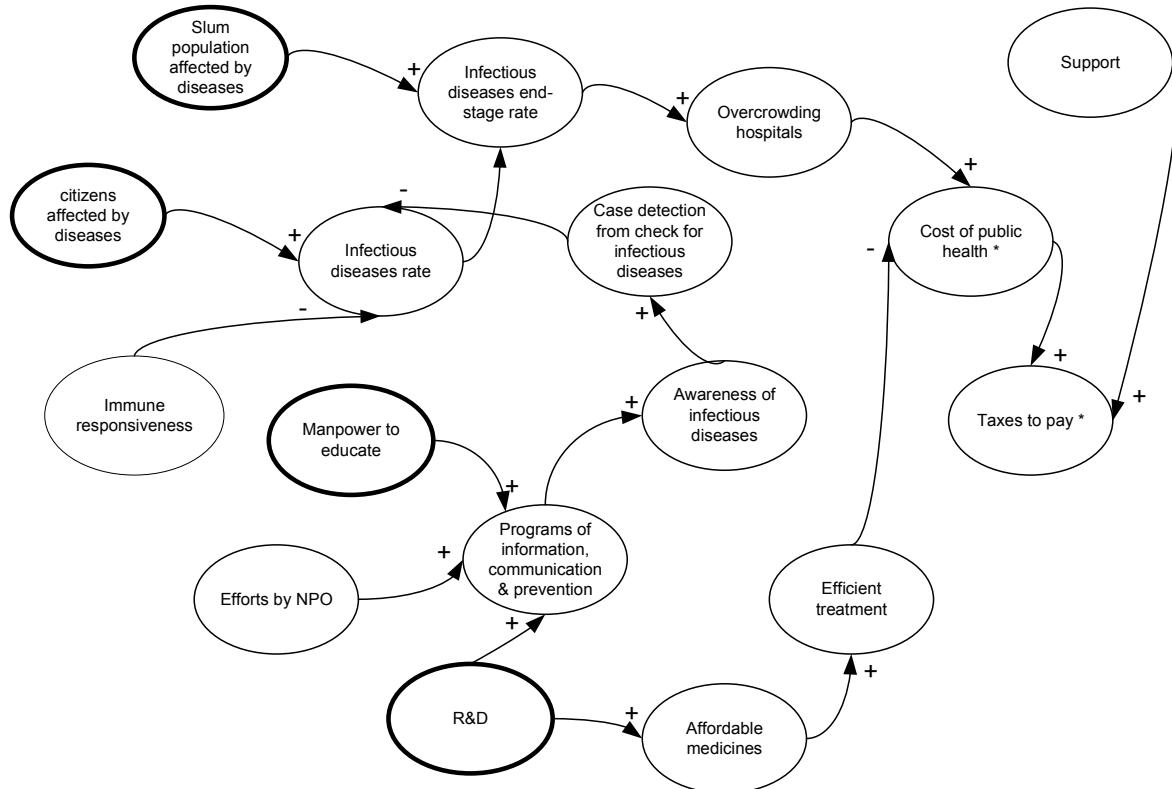 Slum
population
affected by
diseases
+
Infectious
diseases end-
stage rate
+
Overcrowding
hospitals
Support
+
citizens
affected by
diseases
+
-
Infectious
diseases rate
Case detection
from check for
infectious
diseases
-
Cost of public
health *
-
+
+
Immune
responsiveness
Manpower to
educate
+
Awareness of
infectious
diseases
Taxes to pay *
+
+
Efforts by NPO
+
Programs of
information,
communication
& prevention
Efficient
treatment
+
+
R&D
+
Affordable
medicines